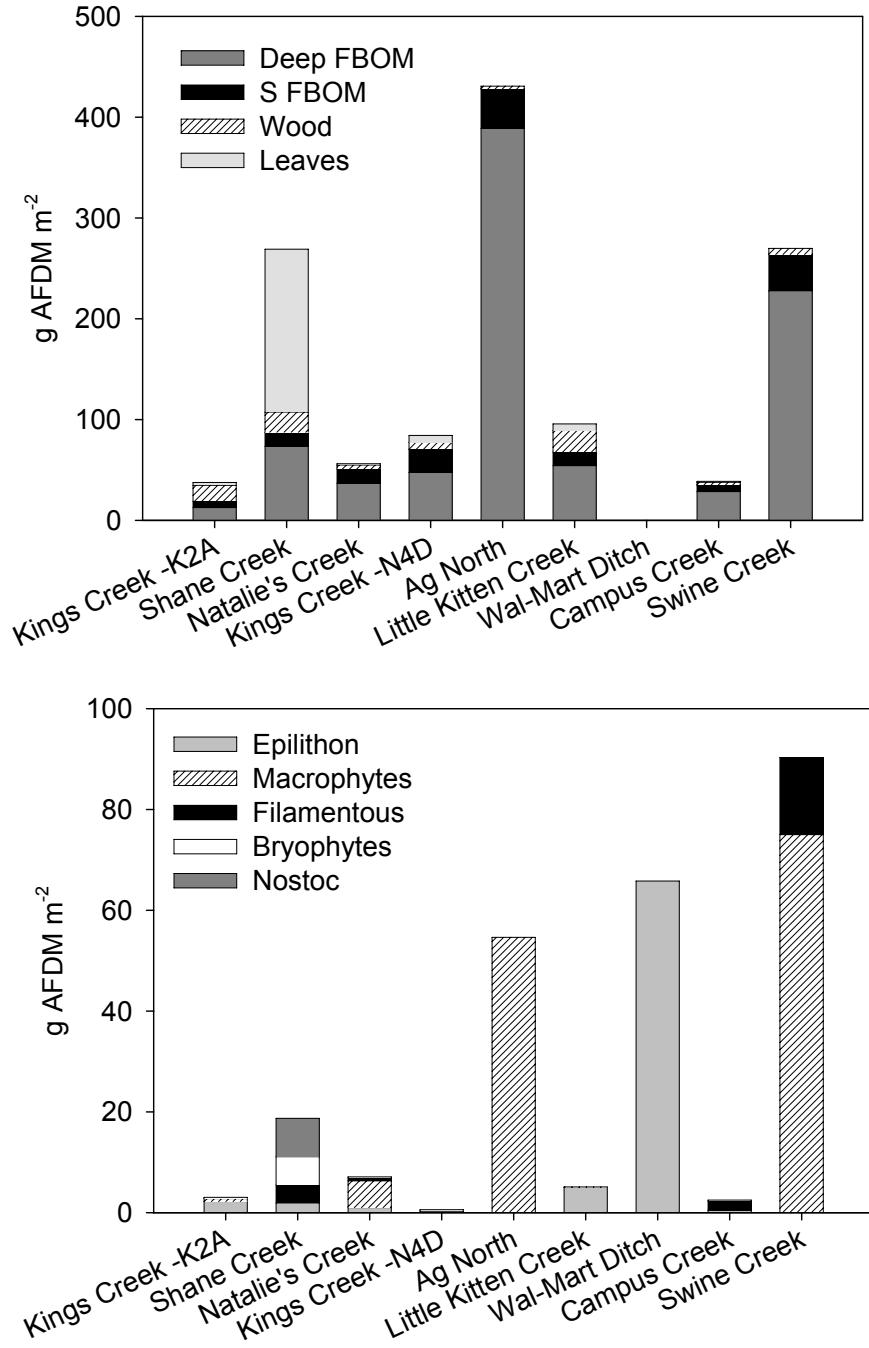 500
400
300
200
100
0
g AFDM m⁻²
Deep FBOM
S FBOM
Wood
Leaves
Kings Creek -K2A
Shane Creek
Natalie's Creek
Kings Creek -N4D
Ag North
Little Kitten Creek
Wal-Mart Ditch
Campus Creek
Swine Creek
100
80
60
40
20
0
g AFDM m⁻²
Epilithon
Macrophytes
Filamentous
Bryophytes
Nostoc
Kings Creek -K2A
Shane Creek
Natalie's Creek
Kings Creek -N4D
Ag North
Little Kitten Creek
Wal-Mart Ditch
Campus Creek
Swine Creek